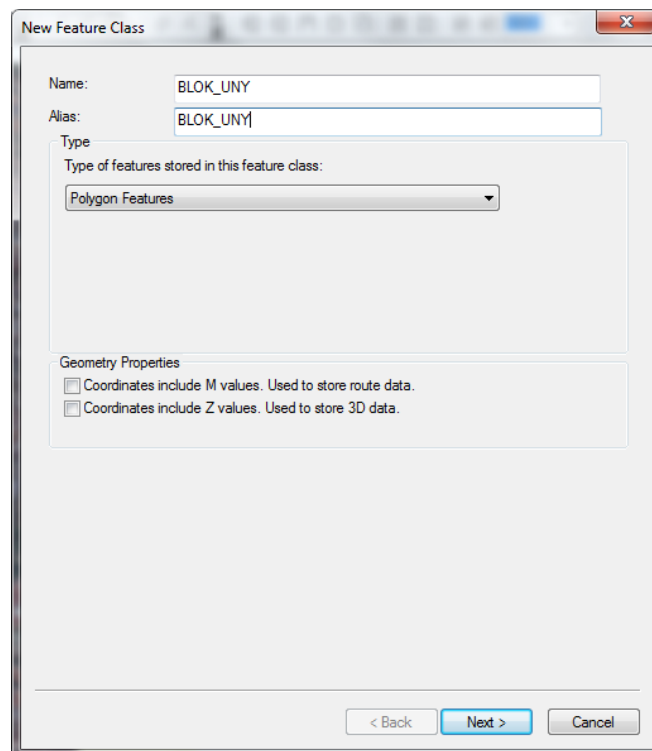 New Feature Class
Name: BLOK_UNY
Alias: BLOK_UNY
Type
Type of features stored in this feature class:
Polygon Features
Geometry Properties
Coordinates include M values. Used to store route data.
Coordinates include Z values. Used to store 3D data.
< Back Next > Cancel